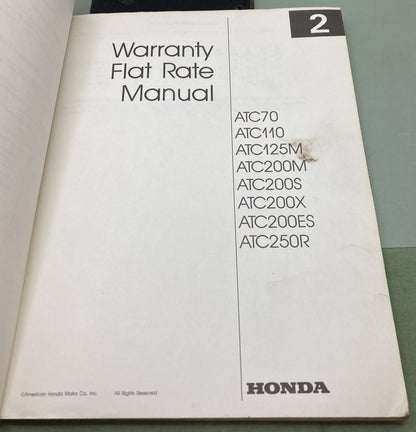 2
Warranty
Flat Rate
Manual
ATC70
ATC110
ATC125M
ATC200M
ATC200S
ATC200X
ATC200ES
ATC250R
©American Honda Motor Co., Inc. All Rights Reserved
HONDA